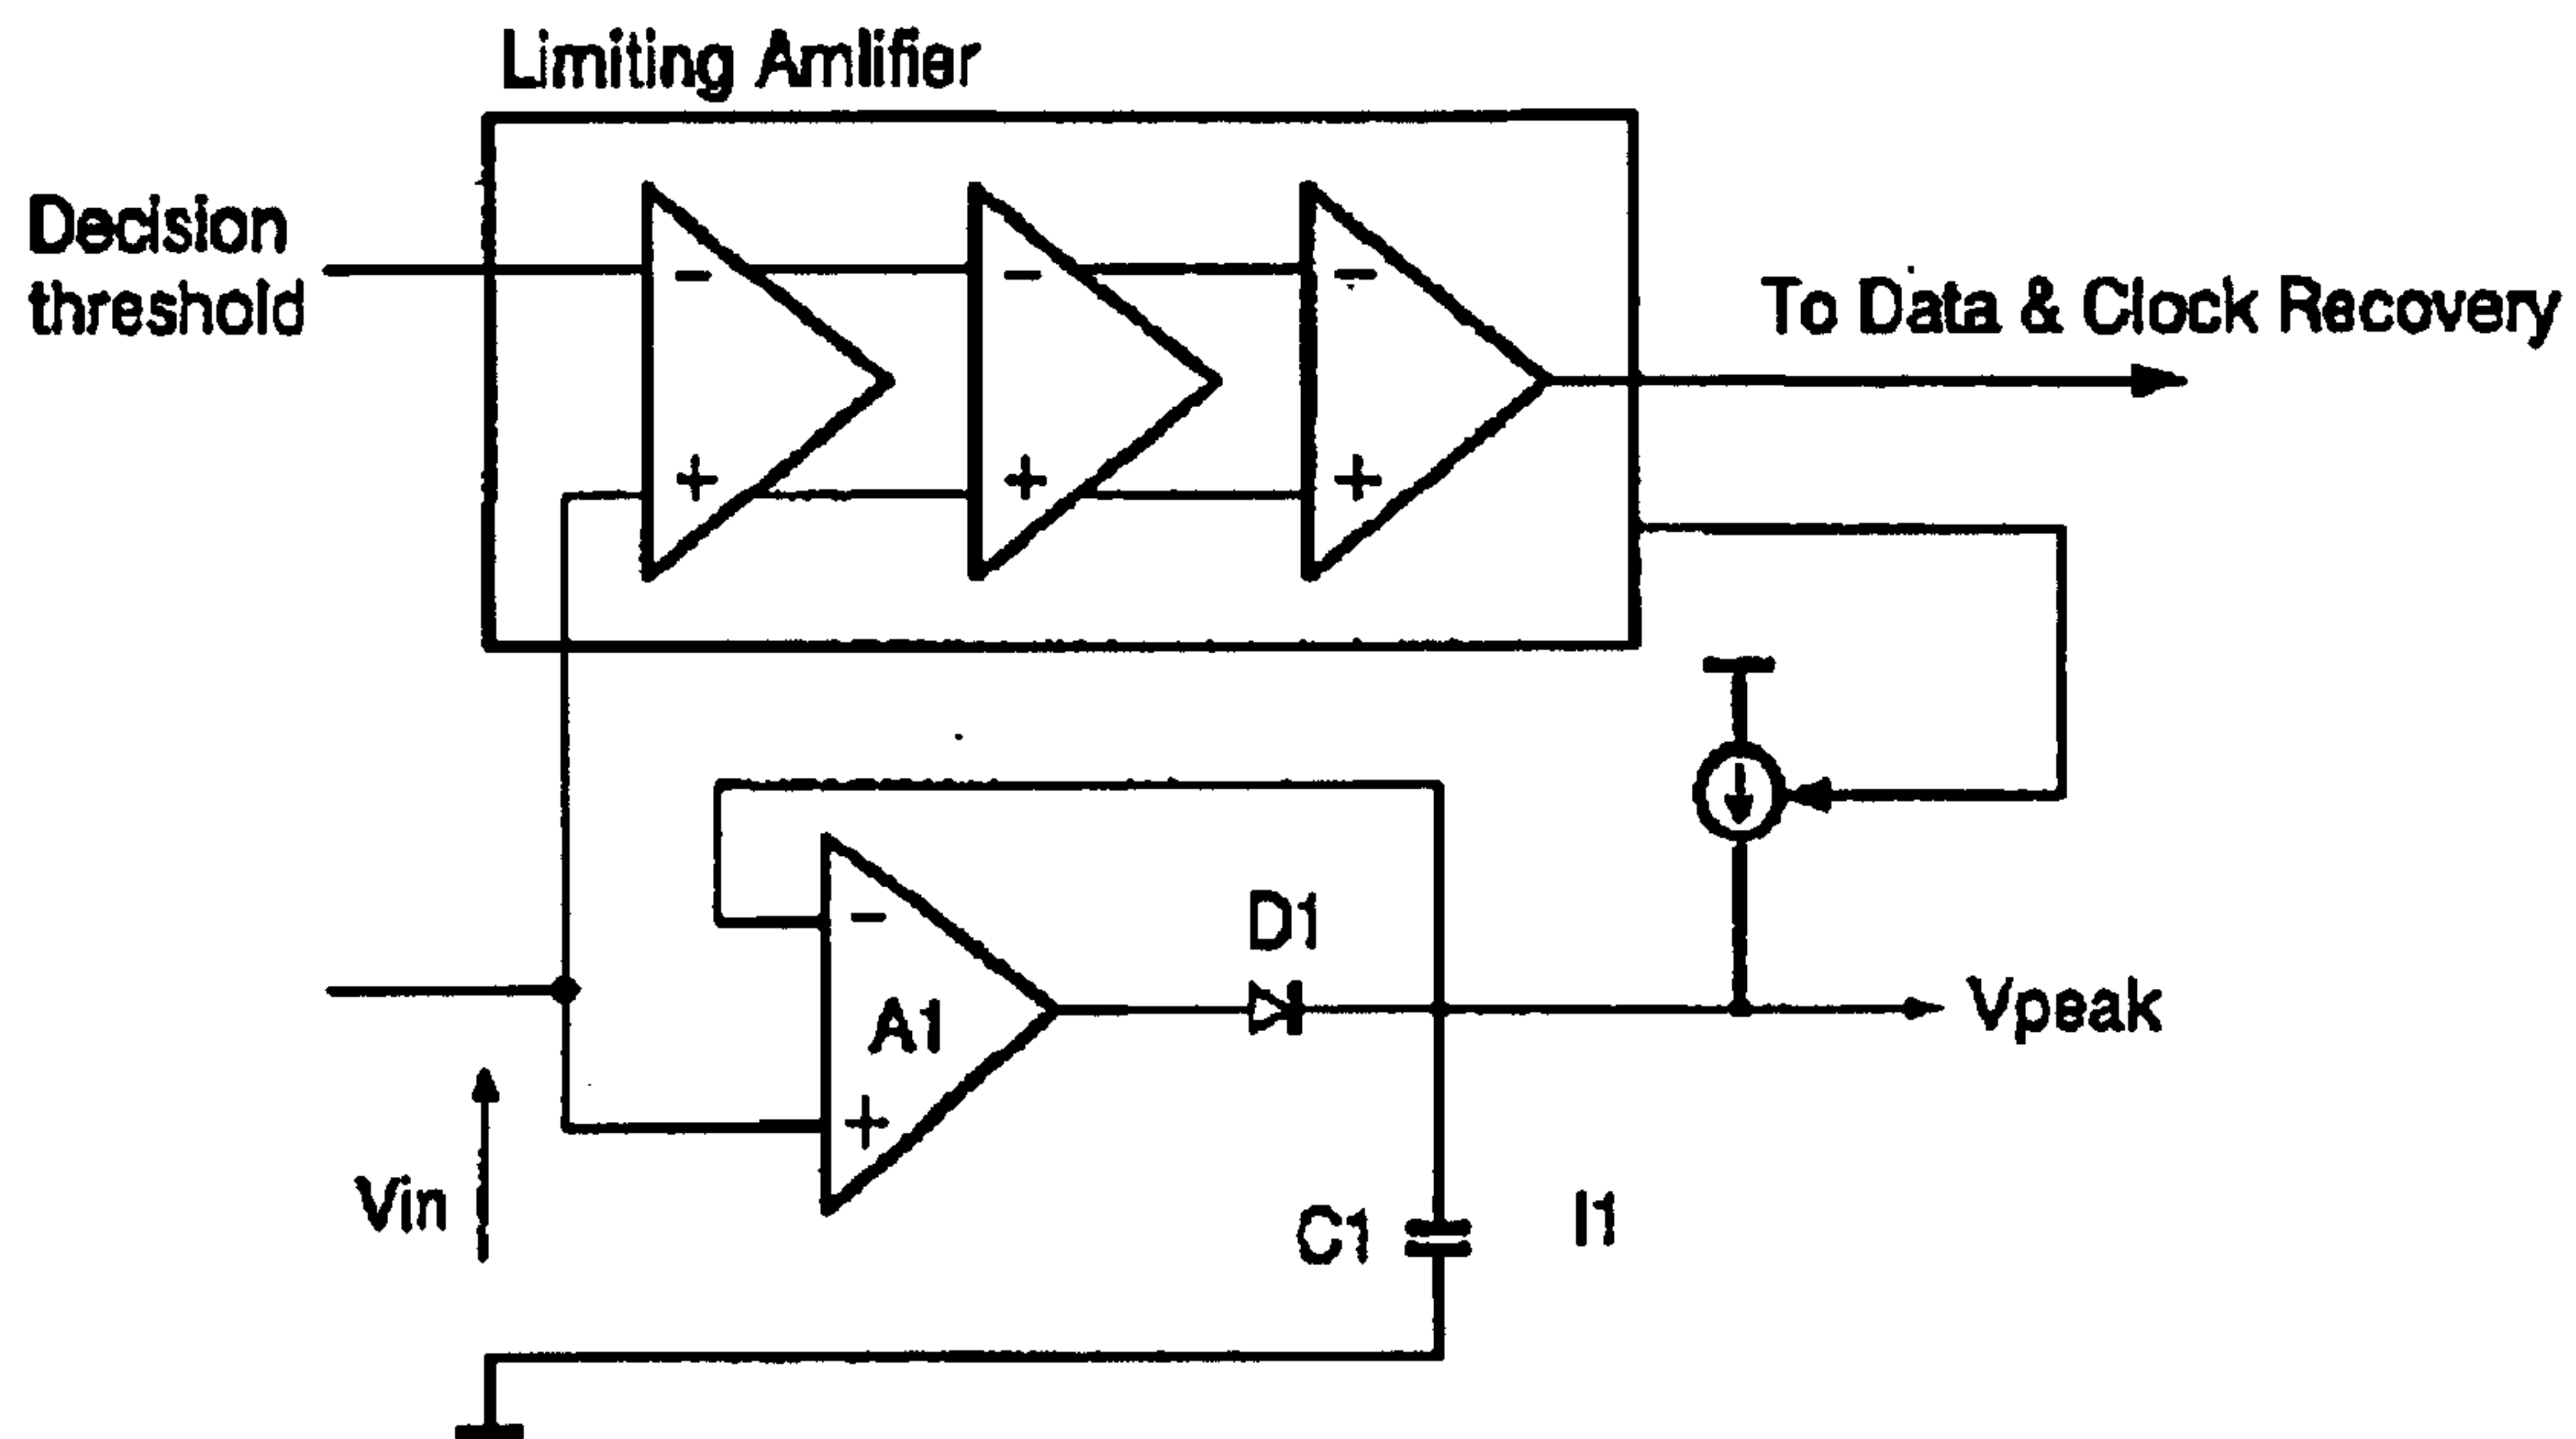 Limiting Amlifier
Decision
threshold
To Data & Clock Recovery
-
-
-
+
+
+
D1
-
A1
+
Vpeak
Vin
C1
I1